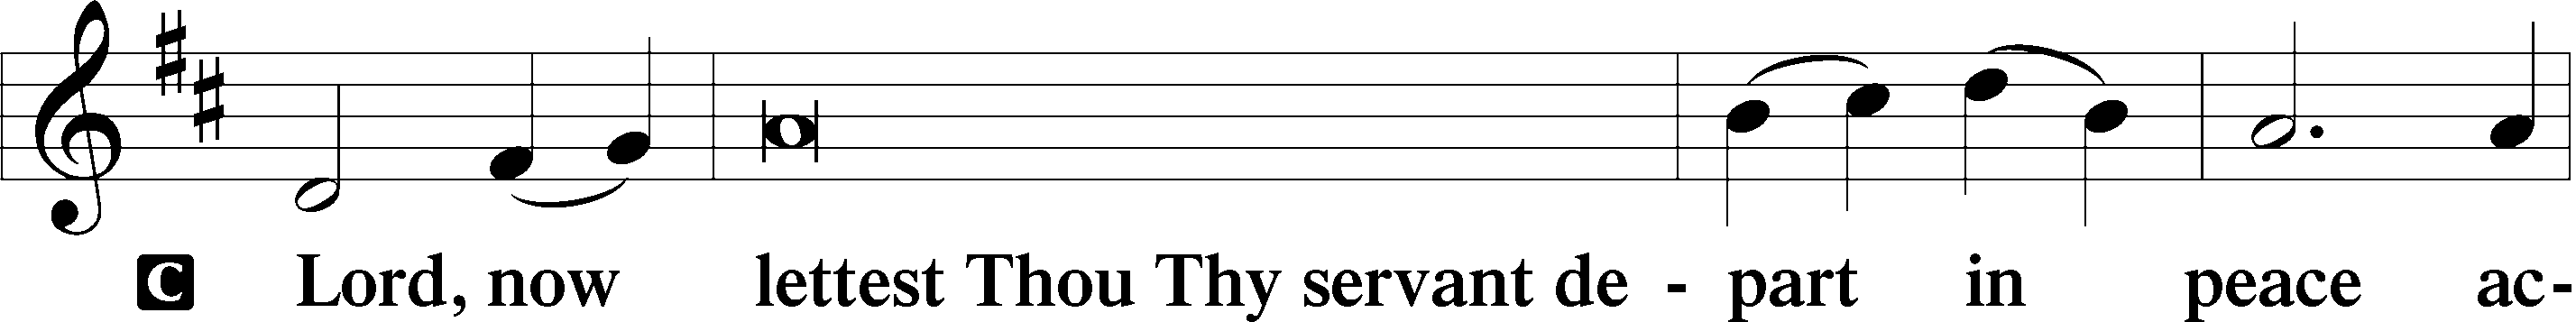 C Lord, now lettest Thou Thy servant de - part in peace ac-